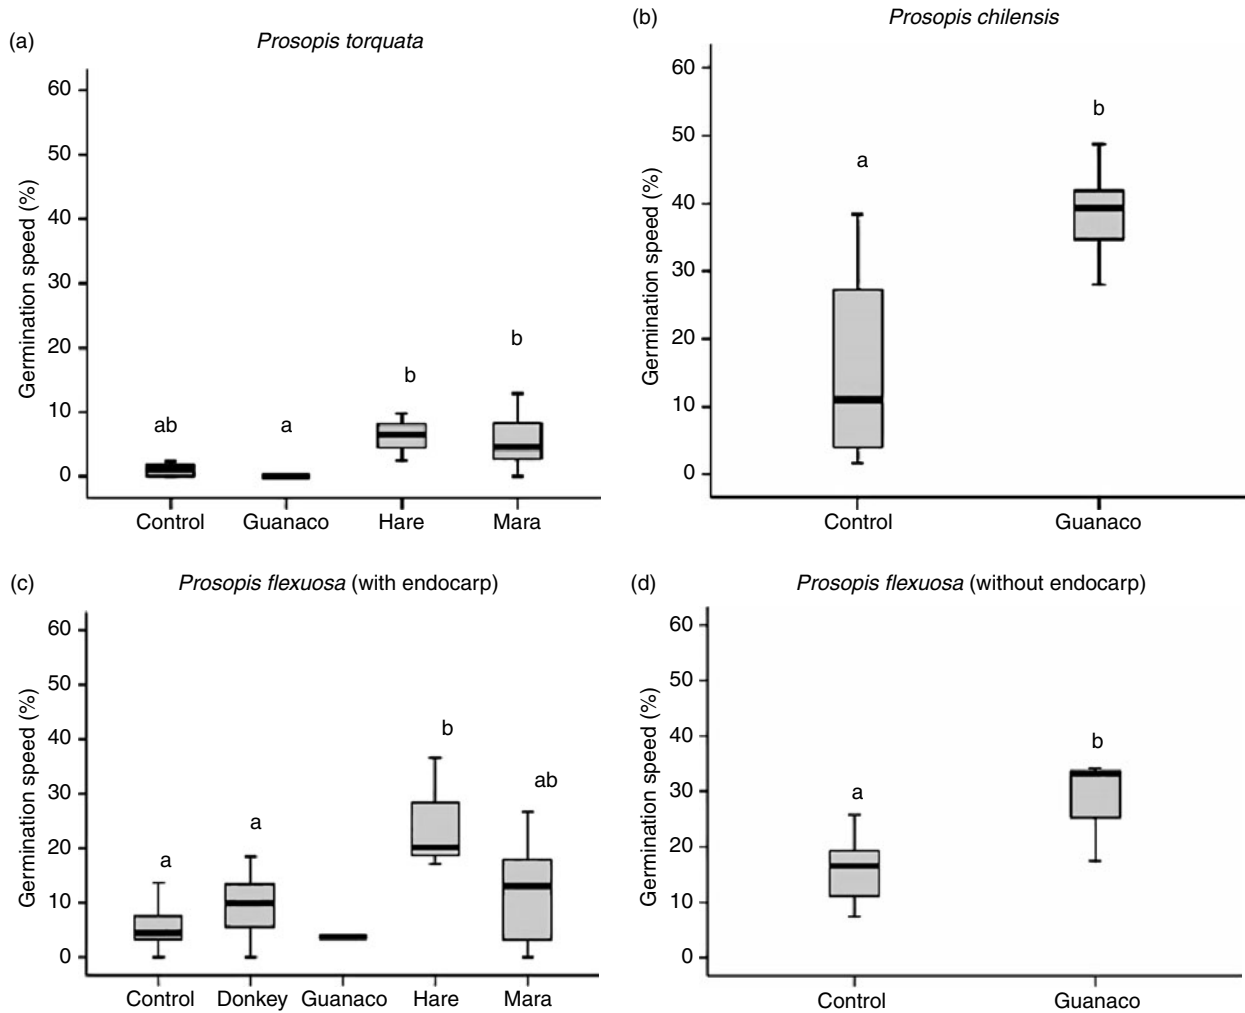 (a)
Prosopis torquata
Germination speed (%)
60
50
40
30
20
10
0
ab
a
b
b
Control Guanaco Hare Mara
(b)
Prosopis chilensis
Germination speed (%)
60
50
40
30
20
10
0
a
b
Control Guanaco
(c)
Prosopis flexuosa (with endocarp)
Germination speed (%)
60
50
40
30
20
10
0
a
a
b
ab
Control Donkey Guanaco Hare Mara
(d)
Prosopis flexuosa (without endocarp)
Germination speed (%)
60
50
40
30
20
10
0
a
b
Control Guanaco